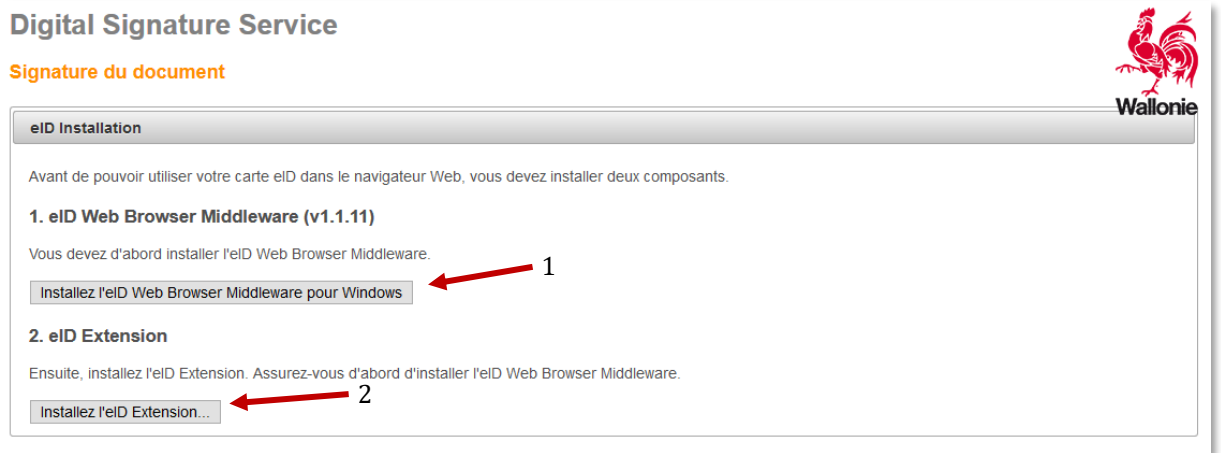 Digital Signature Service
Signature du document
Wallonie
eID Installation
Avant de pouvoir utiliser votre carte eID dans le navigateur Web, vous devez installer deux composants.
1. eID Web Browser Middleware (v1.1.11)
Vous devez d'abord installer l'eID Web Browser Middleware.
1
Installez l'eID Web Browser Middleware pour Windows
2. eID Extension
Ensuite, installez l'eID Extension. Assurez-vous d'abord d'installer l'eID Web Browser Middleware.
2
Installez l'eID Extension...